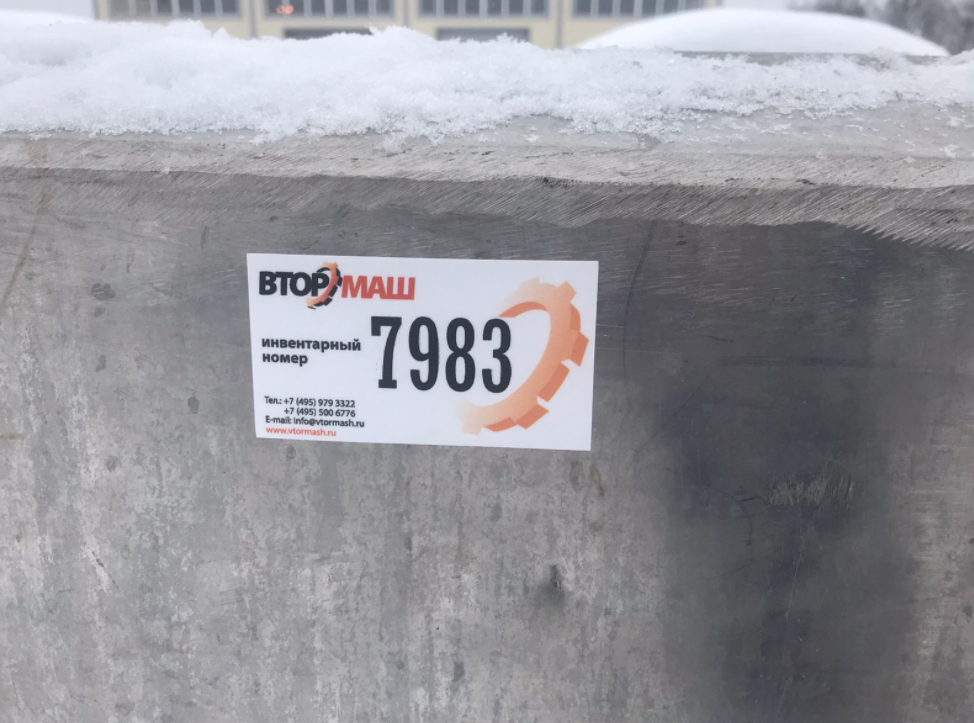 ВТОРМАШ
инвентарный
номер
7983
Тел.: +7 (495) 979 3322
+7 (495) 500 6776
E-mail: info@vtormash.ru
www.vtormash.ru